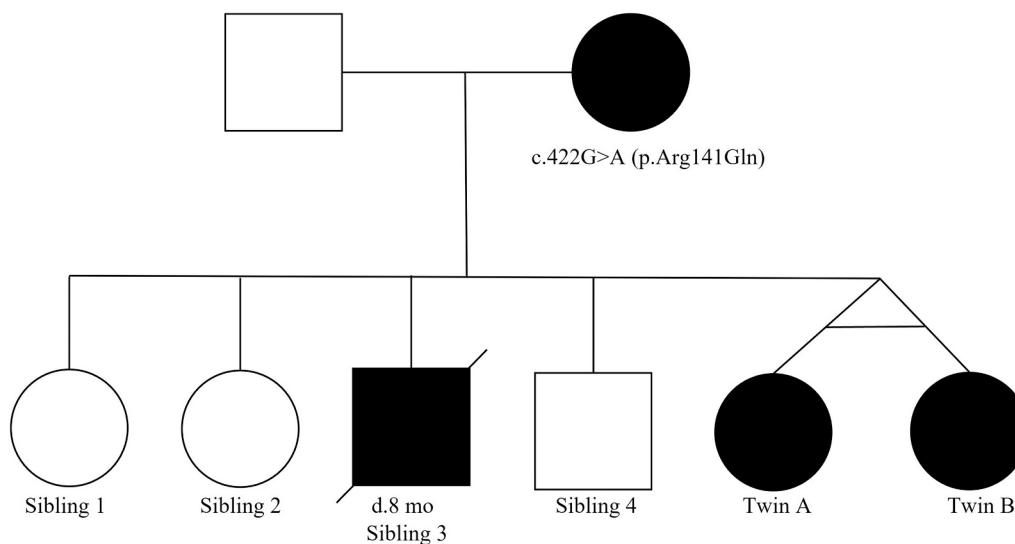 c.422G>A (p.Arg141Gln)
Sibling 1
Sibling 2
d.8 mo
Sibling 3
Sibling 4
Twin A
Twin B